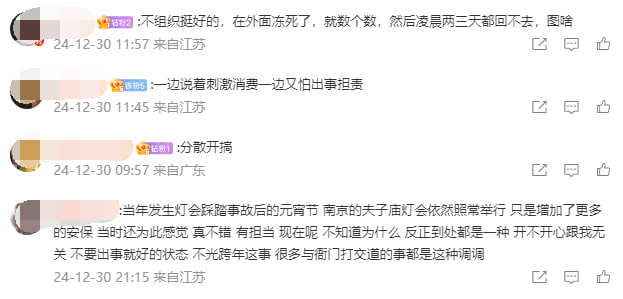 钻粉2 :不组织挺好的，在外面冻死了，就数个数，然后凌晨两三天都回不去，图啥
24-12-30 11:57 来自江苏
铁粉5 :一边说着刺激消费一边又怕出事担责
24-12-30 11:45 来自江苏
钻粉1 :分散开搞
24-12-30 09:57 来自广东
:当年发生灯会踩踏事故后的元宵节 南京的夫子庙灯会依然照常举行 只是增加了更多
的安保 当时还为此感觉 真不错 有担当 现在呢 不知道为什么 反正到处都是一种 开不开心跟我无
关 不要出事就好的状态 不光跨年这事 很多与衙门打交道的事都是这种调调
24-12-30 21:15 来自江苏